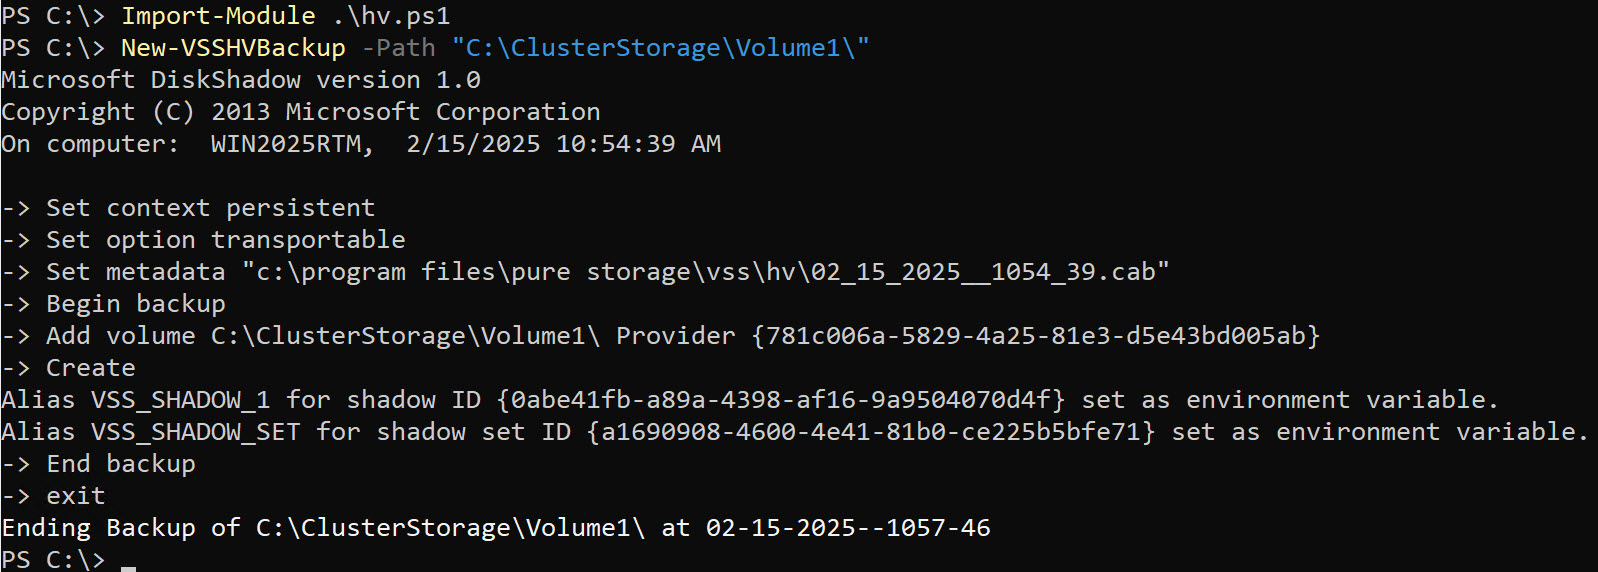 PS C:\> Import-Module .\hv.ps1
PS C:\> New-VSSHVBackup -Path "C:\ClusterStorage\Volume1\"
Microsoft DiskShadow version 1.0
Copyright (C) 2013 Microsoft Corporation
On computer:  WIN2025RTM,  2/15/2025 10:54:39 AM
-> Set context persistent
-> Set option transportable
-> Set metadata "c:\program files\pure storage\vss\hv\02_15_2025__1054_39.cab"
-> Begin backup
-> Add volume C:\ClusterStorage\Volume1\ Provider {781c006a-5829-4a25-81e3-d5e43bd005ab}
-> Create
Alias VSS_SHADOW_1 for shadow ID {0abe41fb-a89a-4398-af16-9a9504070d4f} set as environment variable.
Alias VSS_SHADOW_SET for shadow set ID {a1690908-4600-4e41-81b0-ce225b5bfe71} set as environment variable.
-> End backup
-> exit
Ending Backup of C:\ClusterStorage\Volume1\ at 02-15-2025--1057-46
PS C:\>